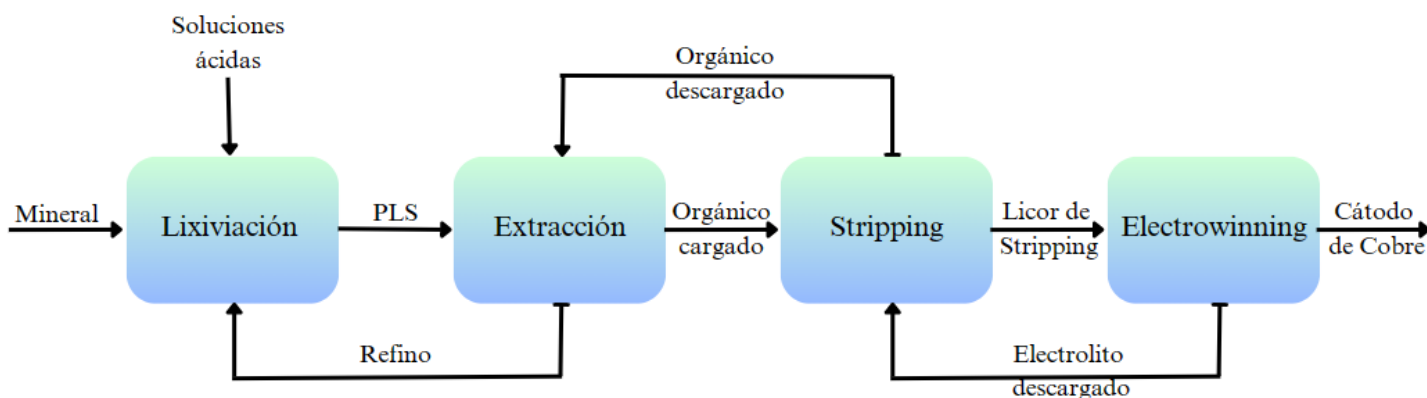 Soluciones
ácidas
Orgánico
descargado
Mineral
Lixiviación
PLS
Extracción
Orgánico
cargado
Stripping
Licor de
Stripping
Electrowinning
Cátodo
de Cobre
Refino
Electrolito
descargado